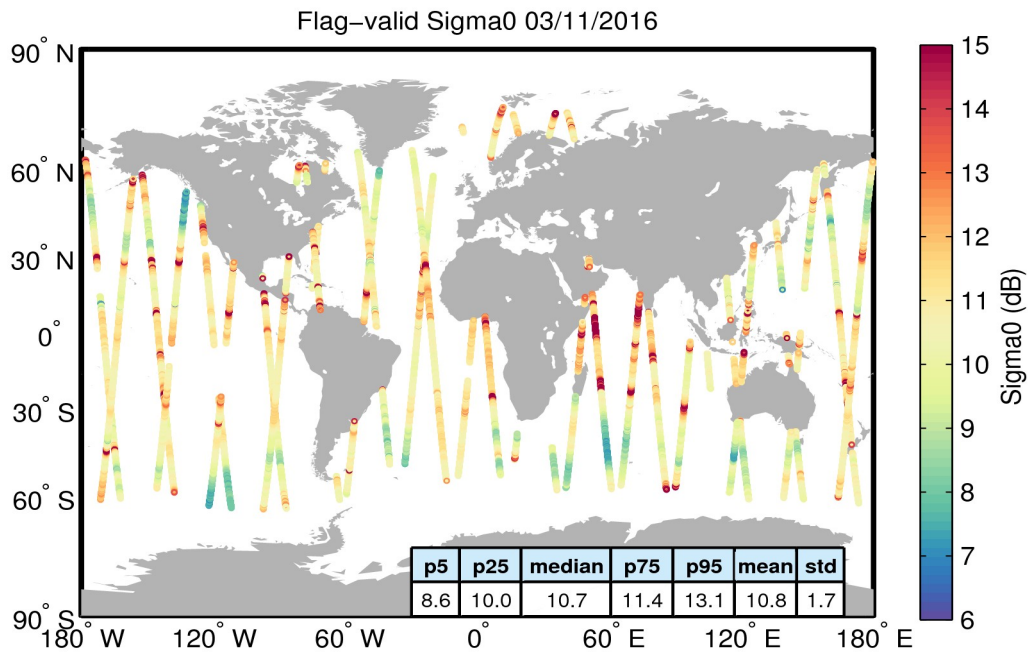 Flag−valid Sigma0 03/11/2016
90° N
60° N
30° N
0°
30° S
60° S
90° S
180° W
120° W
60° W
0°
60° E
120° E
180° E
p5 p25 median p75 p95 mean std
8.6 10.0 10.7 11.4 13.1 10.8 1.7
15
14
13
12
11
10
9
8
7
6
Sigma0 (dB)